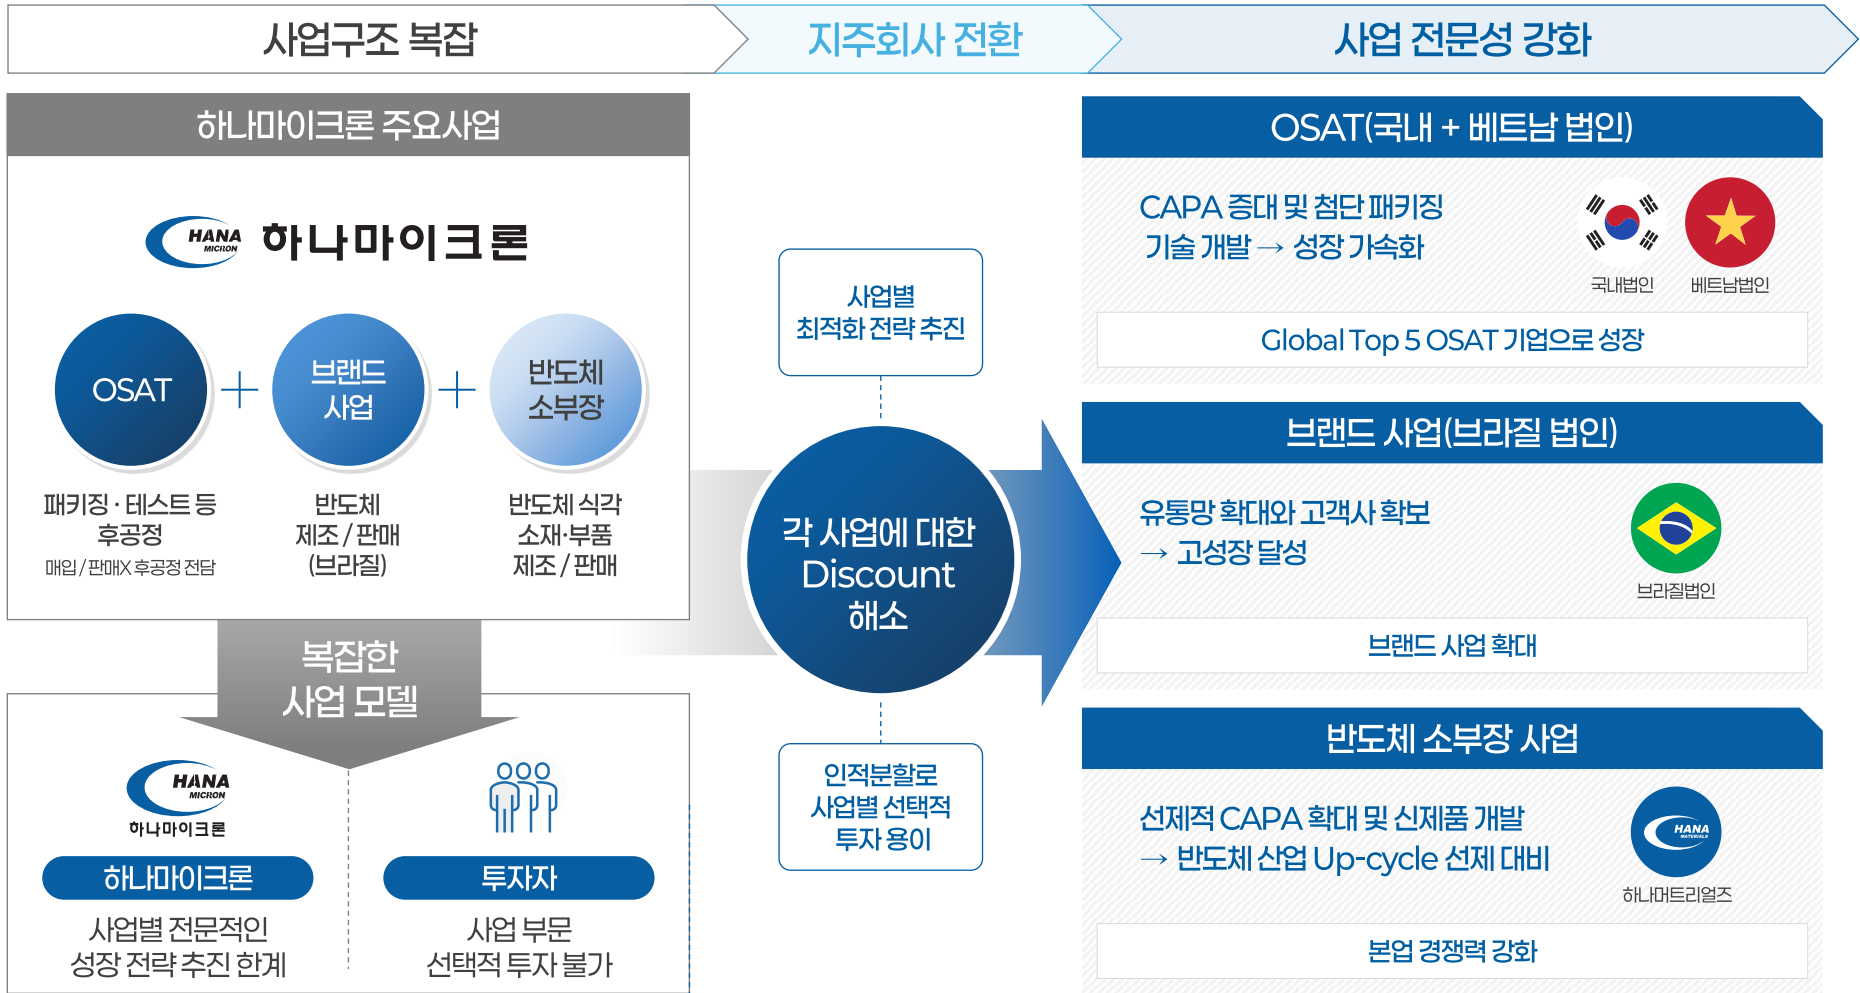 사업구조 복잡
지주회사 전환
사업 전문성 강화
하나마이크론 주요사업
HANA
MICRON
하나마이크론
OSAT
브랜드
사업
반도체
소부장
패키징 · 테스트 등
후공정
매입 / 판매X 후공정 전담
반도체
제조 / 판매
(브라질)
반도체 식각
소재·부품
제조 / 판매
복잡한
사업 모델
HANA
MICRON
하나마이크론
하나마이크론
사업별 전문적인
성장 전략 추진 한계
투자자
사업 부문
선택적 투자 불가
사업별
최적화 전략 추진
각 사업에 대한
Discount
해소
인적분할로
사업별 선택적
투자 용이
OSAT(국내 + 베트남 법인)
CAPA 증대 및 첨단 패키징
기술 개발 → 성장 가속화
국내법인
베트남법인
Global Top 5 OSAT 기업으로 성장
브랜드 사업(브라질 법인)
유통망 확대와 고객사 확보
→ 고성장 달성
브라질법인
브랜드 사업 확대
반도체 소부장 사업
선제적 CAPA 확대 및 신제품 개발
→ 반도체 산업 Up-cycle 선제 대비
HANA
MATERIALS
하나머트리얼즈
본업 경쟁력 강화